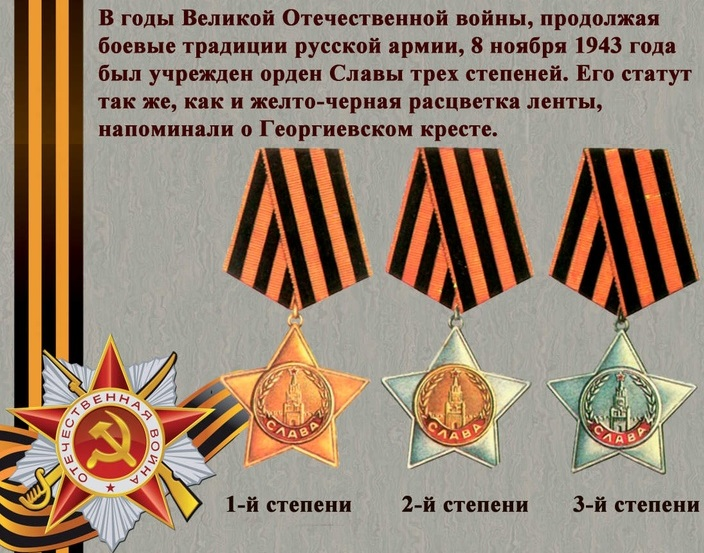 В годы Великой Отечественной войны, продолжая
боевые традиции русской армии, 8 ноября 1943 года
был учрежден орден Славы трех степеней. Его статут
так же, как и желто-черная расцветка ленты,
напоминали о Георгиевском кресте.
СЛАВА
СЛАВА
СЛАВА
ОТЕЧЕСТВЕННАЯ ВОЙНА
1-й степени
2-й степени
3-й степени